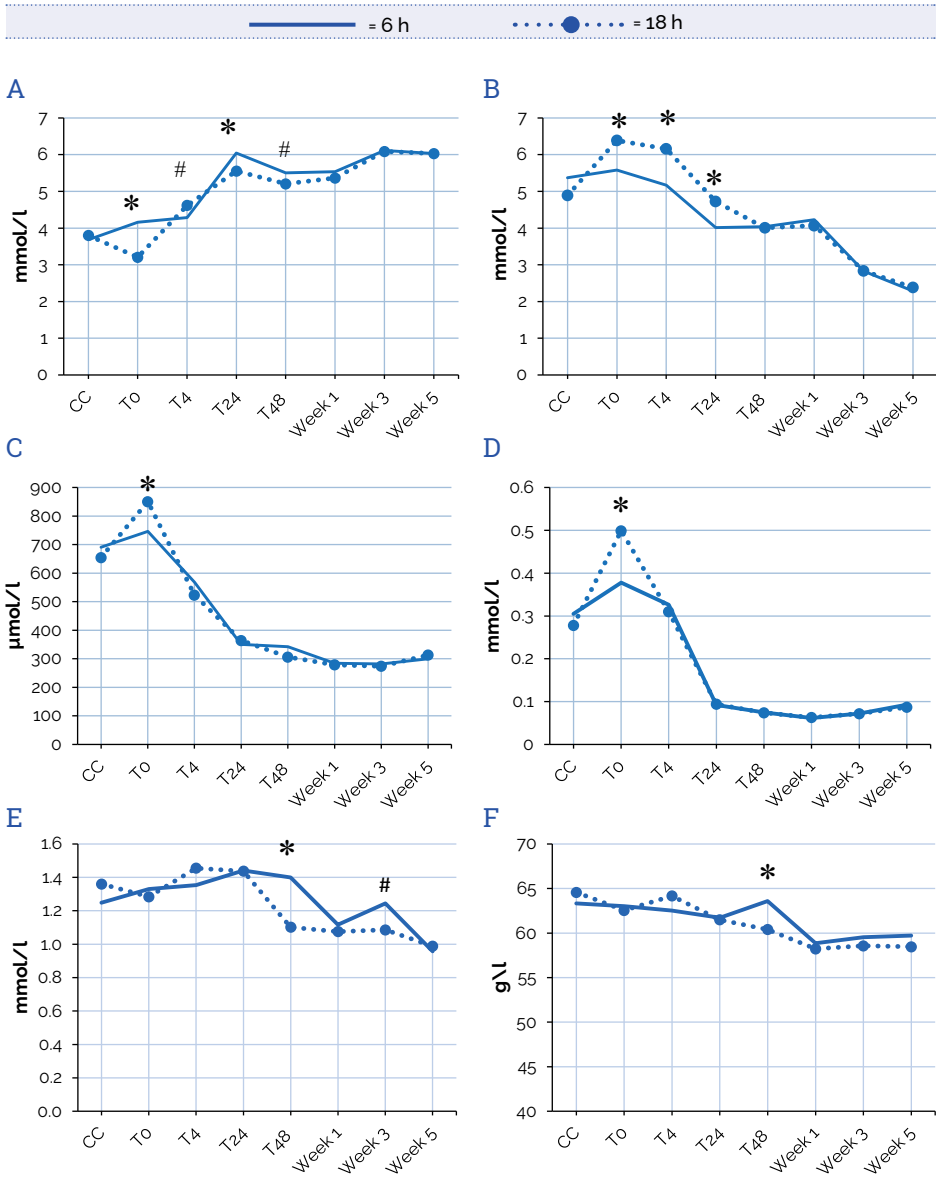 = 6 h = 18 h
A
7
6
5
4
3
2
1
0
mmol/l
* # * #
CC T0 T4 T24 T48 Week 1 Week 3 Week 5
B
7
6
5
4
3
2
1
0
mmol/l
* * *
CC T0 T4 T24 T48 Week 1 Week 3 Week 5
C
900
800
700
600
500
400
300
200
100
0
µmol/l
*
CC T0 T4 T24 T48 Week 1 Week 3 Week 5
D
0.6
0.5
0.4
0.3
0.2
0.1
0
mmol/l
*
CC T0 T4 T24 T48 Week 1 Week 3 Week 5
E
1.6
1.4
1.2
1.0
0.8
0.6
0.4
0.2
0.0
mmol/l
* #
CC T0 T4 T24 T48 Week 1 Week 3 Week 5
F
70
65
60
55
50
45
40
g\l
*
CC T0 T4 T24 T48 Week 1 Week 3 Week 5